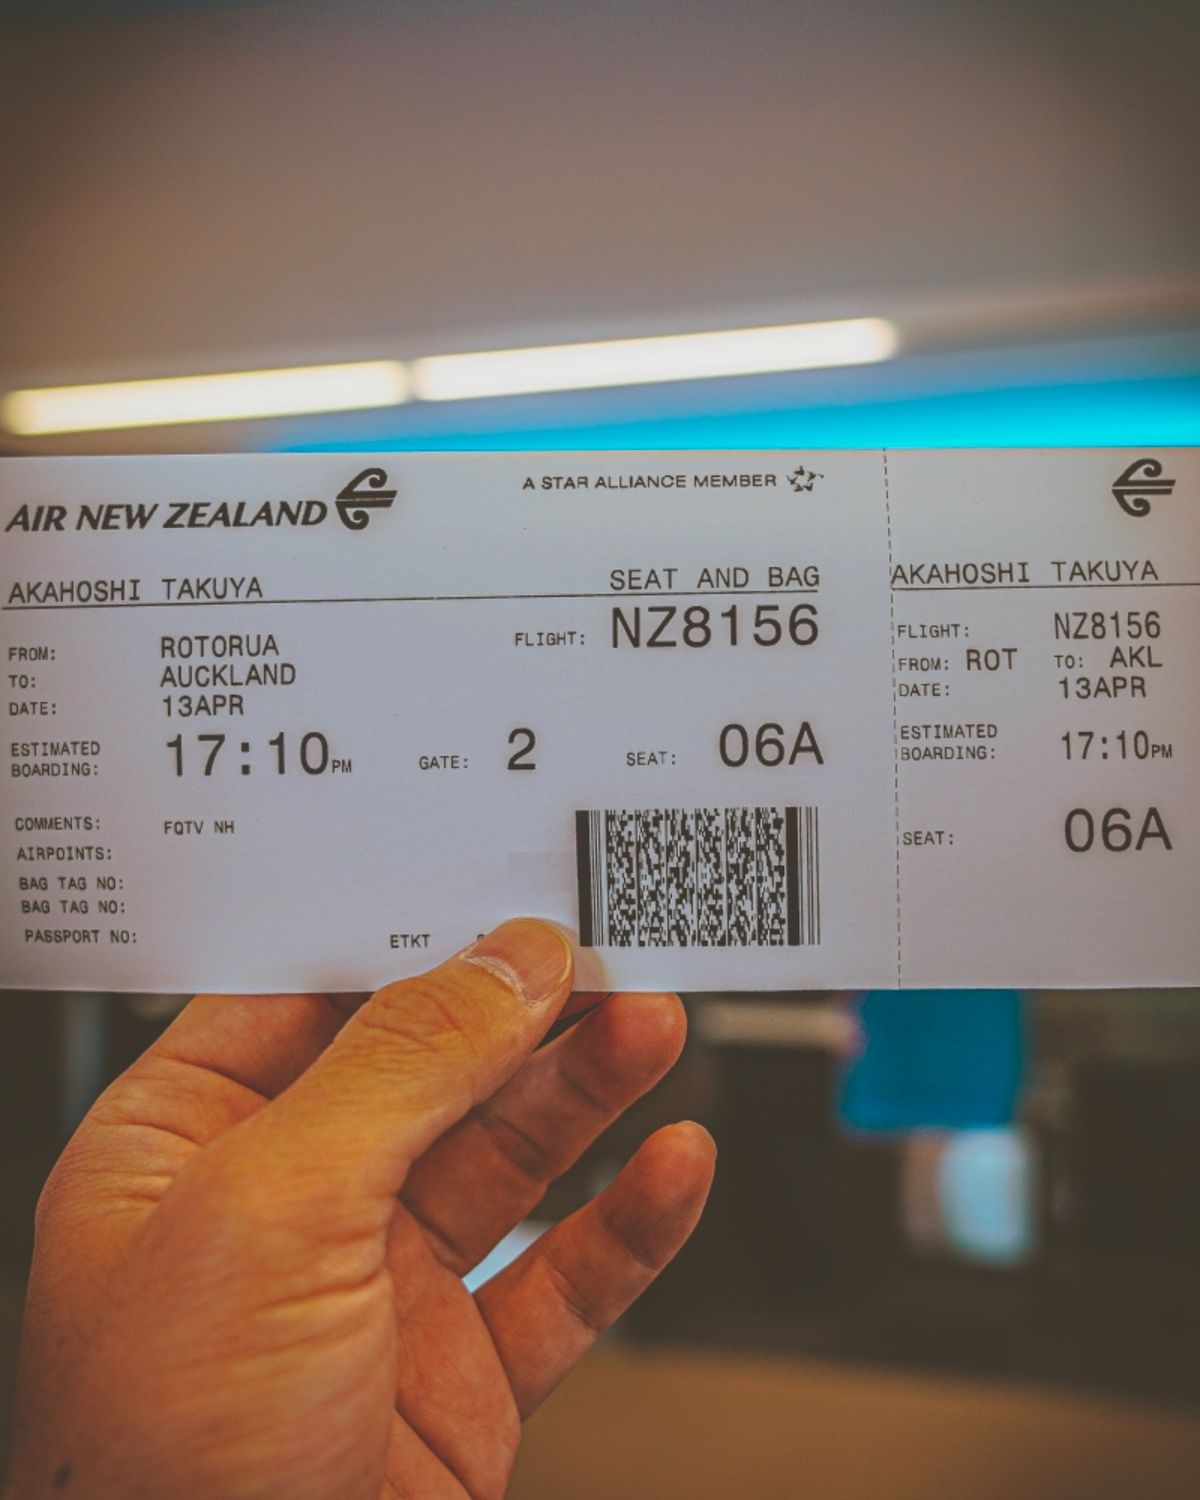 AIR NEW ZEALAND
A STAR ALLIANCE MEMBER
AKAHOSHI TAKUYA
SEAT AND BAG
FROM: ROTORUA
TO: AUCKLAND
DATE: 13APR
FLIGHT: NZ8156
ESTIMATED
BOARDING: 17:10PM
GATE: 2
SEAT: 06A
COMMENTS: FQTV NH
AIRPOINTS:
BAG TAG NO:
BAG TAG NO:
PASSPORT NO:
ETKT
AKAHOSHI TAKUYA
FLIGHT: NZ8156
FROM: ROT TO: AKL
DATE: 13APR
ESTIMATED
BOARDING: 17:10PM
SEAT: 06A